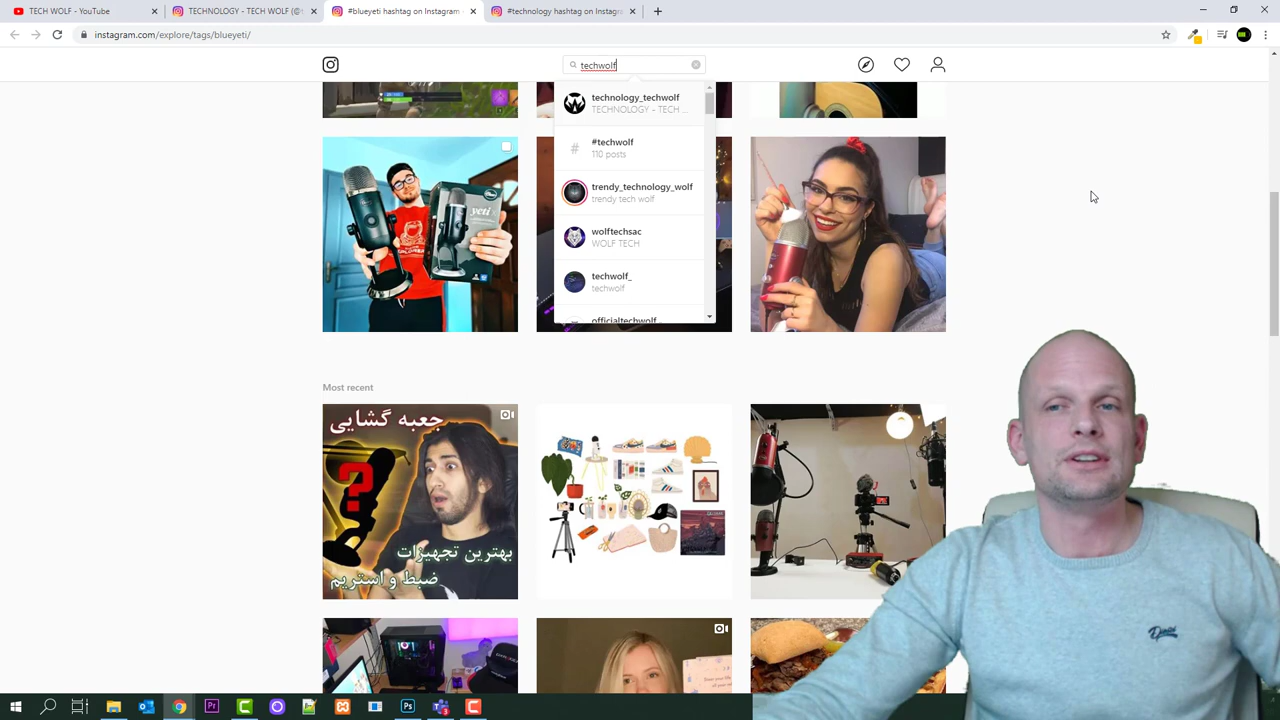 TECH WOLF - YouTube
TECHNOLOGY - TECH WOLF (@t
#blueyeti hashtag on Instagram
#technology hashtag on Instagram
instagram.com/explore/tags/blueyeti/
techwolf
technology_techwolf
TECHNOLOGY - TECH ...
#
#techwolf
110 posts
trendy_technology_wolf
trendy tech wolf
wolftechsac
WOLF TECH
techwolf_
techwolf
officialtechwolf
yeti
Most recent
جعبه گشایی
?
بهترین تجهیزات
ضبط و استریم